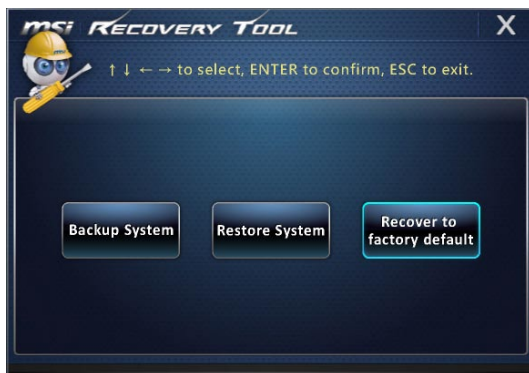 msi RECOVERY TOOL X
msi
↑ ↓ ← → to select, ENTER to confirm, ESC to exit.
Backup System
Restore System
Recover to
factory default